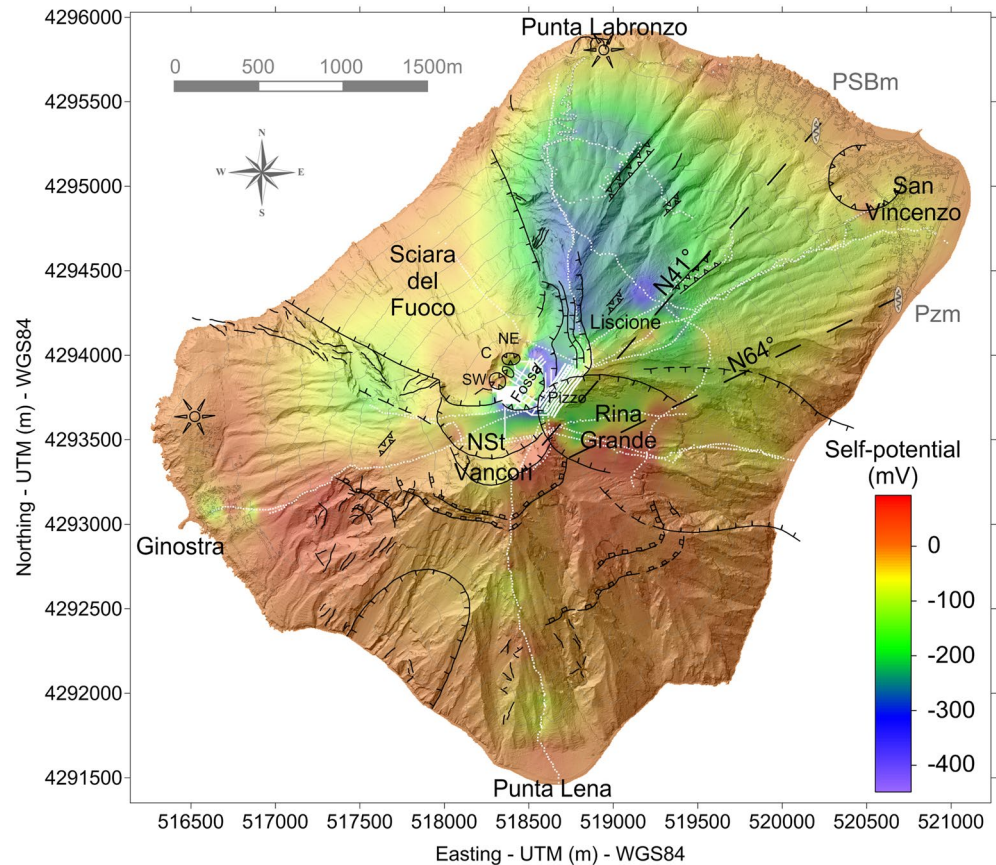 4296000
4295500
4295000
4294500
4294000
4293500
4293000
4292500
4292000
4291500
Northing - UTM (m) - WGS84
516500
517000
517500
518000
518500
519000
519500
520000
520500
521000
Easting - UTM (m) - WGS84
0
500
1000
1500m
N
W
E
S
Punta Labronzo
PSBm
San
Vincenzo
Sciara
del
Fuoco
N41°
Liscione
Pzm
NE
C
SW
Fossa
Pizzo
N64°
Rina
Grande
NSt
Vancori
Ginostra
Punta Lena
Self-potential
(mV)
0
-100
-200
-300
-400